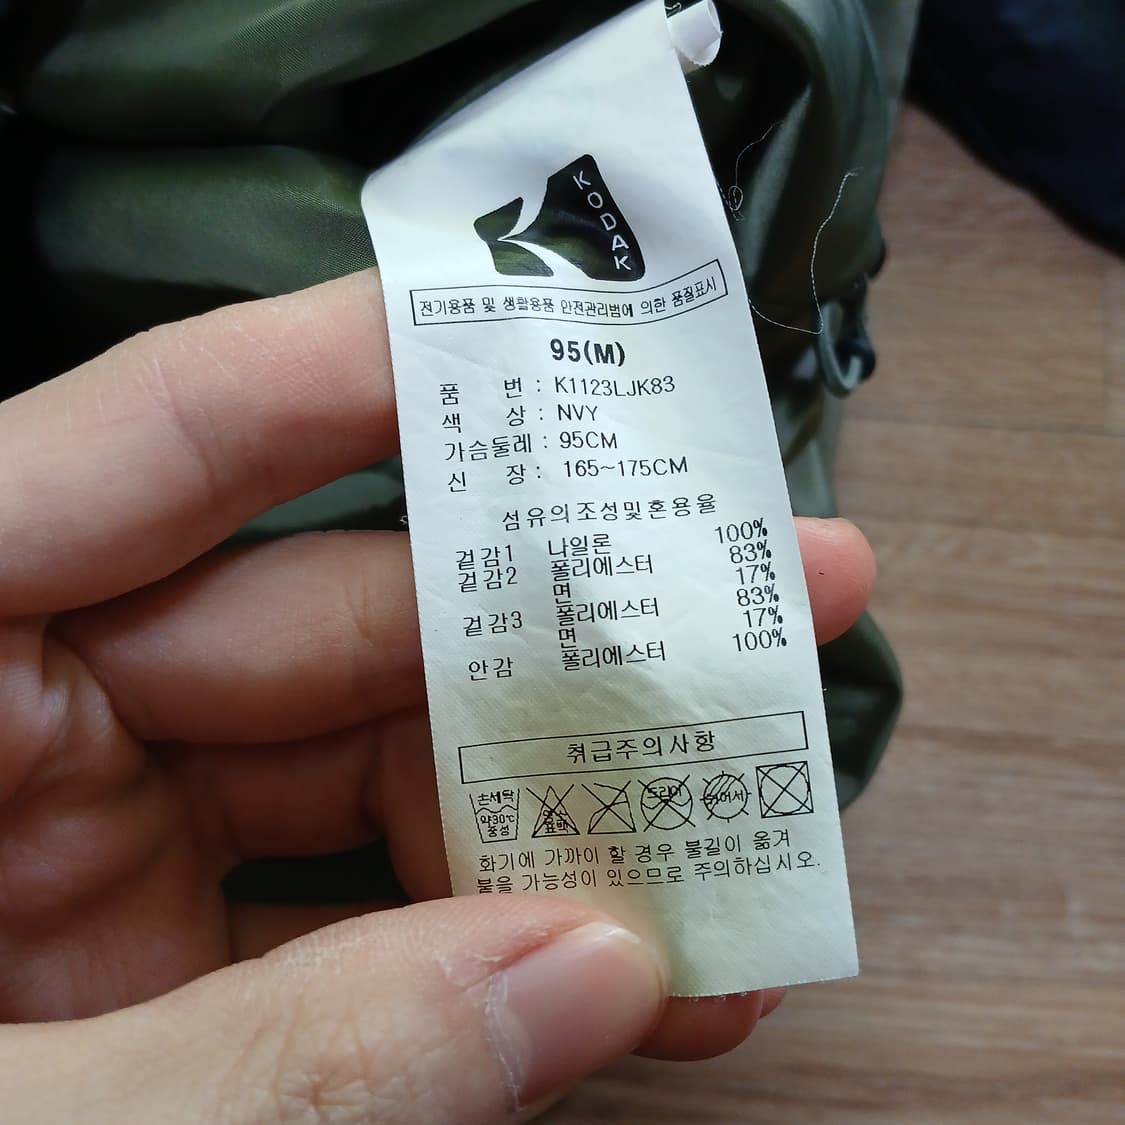 KODAK
전기용품 및 생활용품 안전관리법에 의한 품질표시
95(M)
품 번 : K1123LJK83
색 상 : NVY
가슴둘레 : 95CM
신 장 : 165~175CM
섬유의조성및혼용율
겉감1 나일론 100%
겉감2 폴리에스터 83%
면 17%
겉감3 폴리에스터 83%
면 17%
안감 폴리에스터 100%
취급주의사항
손세탁
약30℃
중성
염소
표백
드라이
화기에 가까이 할 경우 불길이 옮겨
붙을 가능성이 있으므로 주의하십시오.